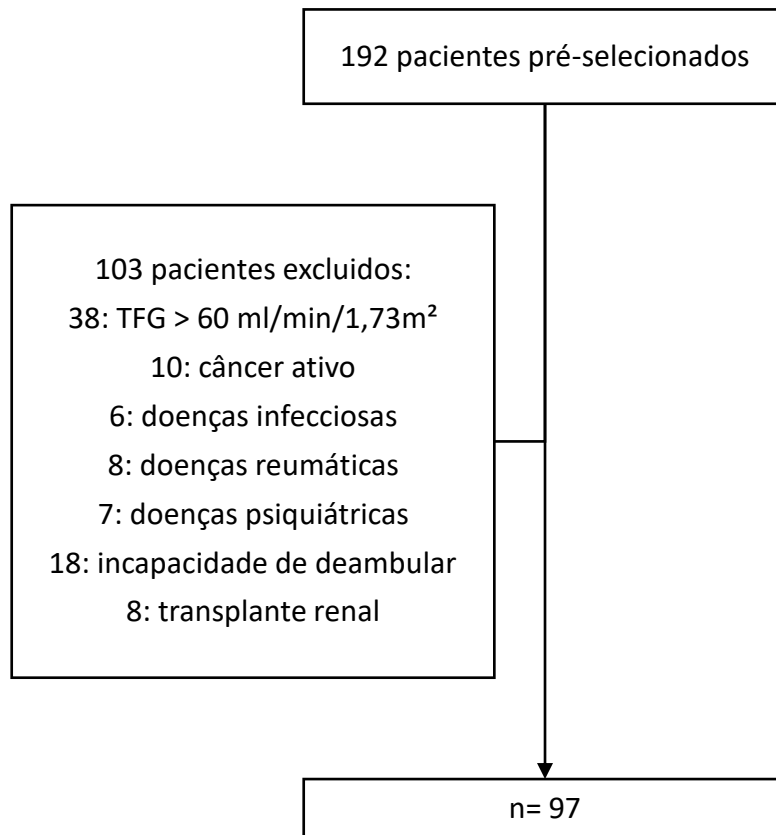 192 pacientes pré-selecionados
103 pacientes excluidos:
38: TFG > 60 ml/min/1,73m²
10: câncer ativo
6: doenças infecciosas
8: doenças reumáticas
7: doenças psiquiátricas
18: incapacidade de deambular
8: transplante renal
n= 97